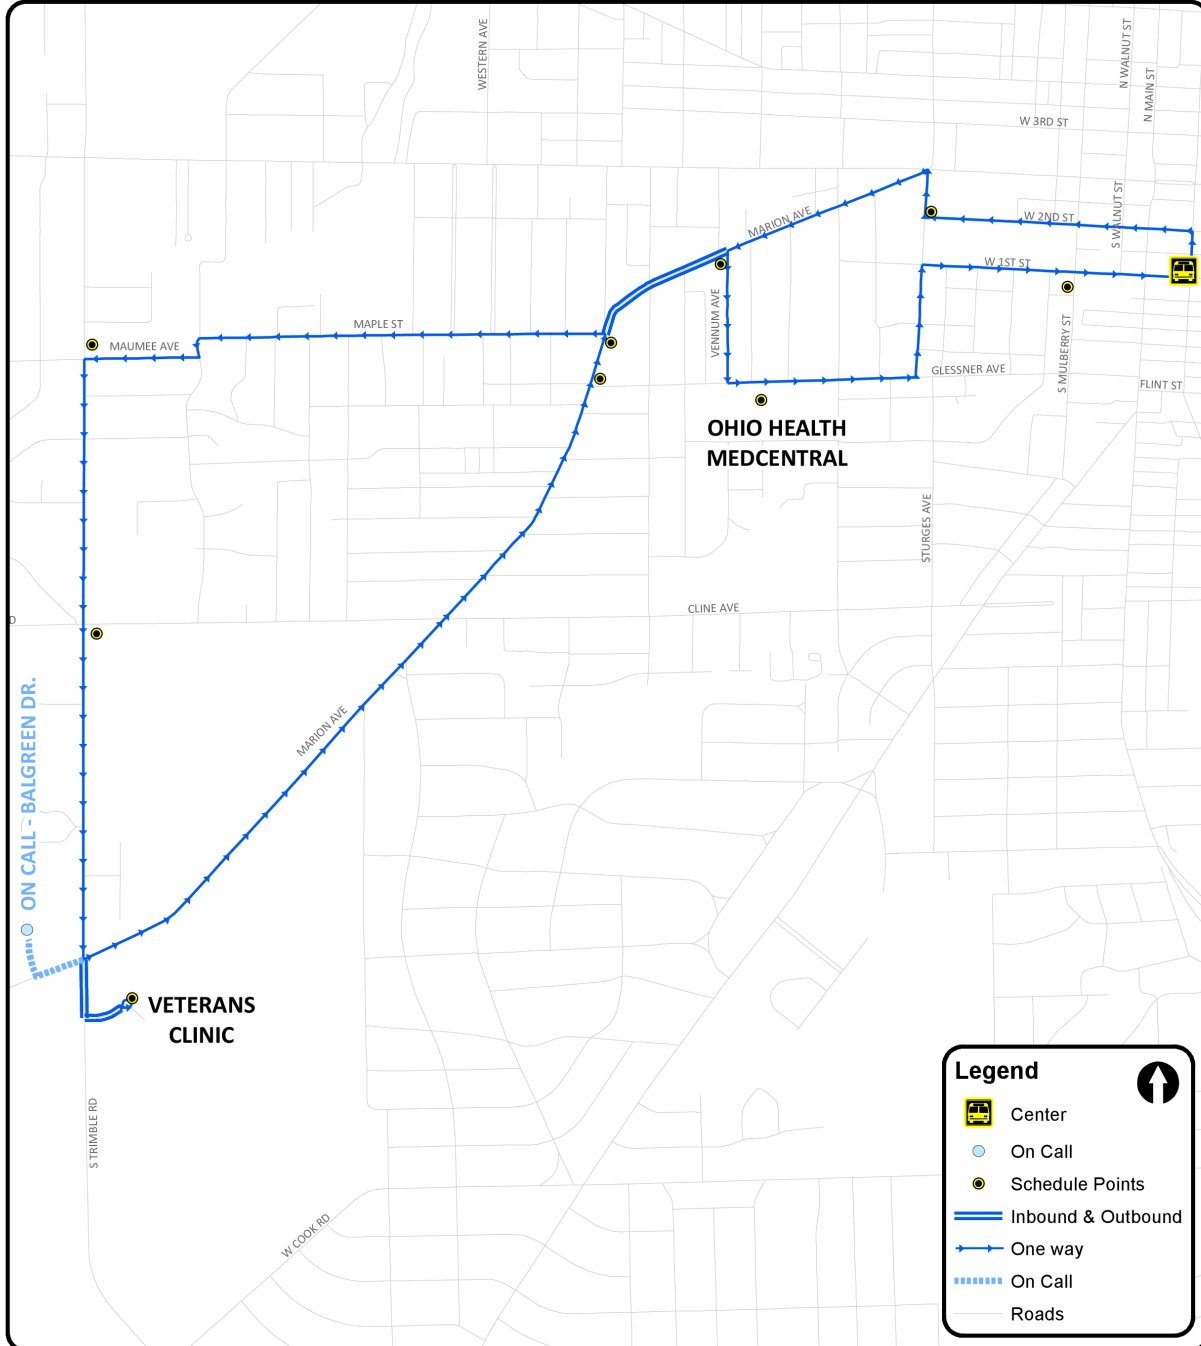 WESTERN AVE
N WALNUT ST
N MAIN ST
W 3RD ST
MARION AVE
W 2ND ST
S WALNUT ST
W 1ST ST
MAPLE ST
MAUMEE AVE
VENNUM AVE
S MULBERRY ST
GLESSNER AVE
FLINT ST
OHIO HEALTH
MEDCENTRAL
STURGES AVE
CLINE AVE
D
ON CALL - BALGREEN DR.
MARION AVE
VETERANS
CLINIC
S TRIMBLE RD
W COOK RD
Legend
Center
On Call
Schedule Points
Inbound & Outbound
One way
On Call
Roads